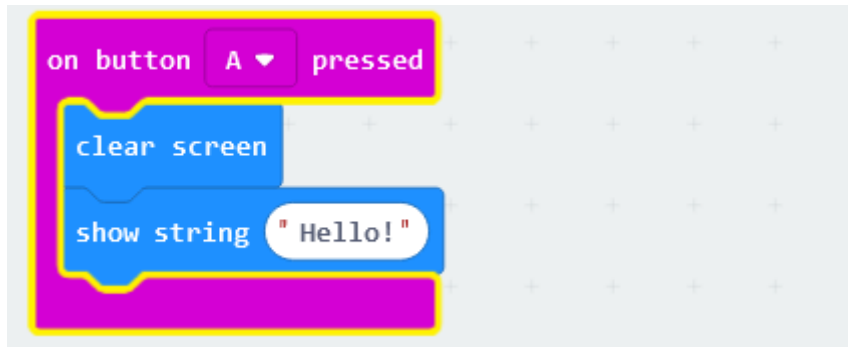 on button A pressed
clear screen
show string "Hello!"